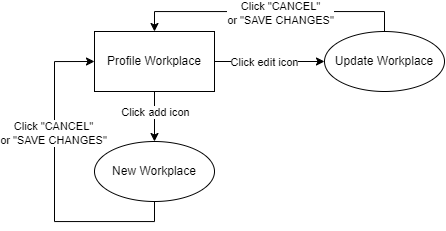 Click "CANCEL"
or "SAVE CHANGES"
Profile Workplace
Click edit icon
Update Workplace
Click add icon
Click "CANCEL"
or "SAVE CHANGES"
New Workplace